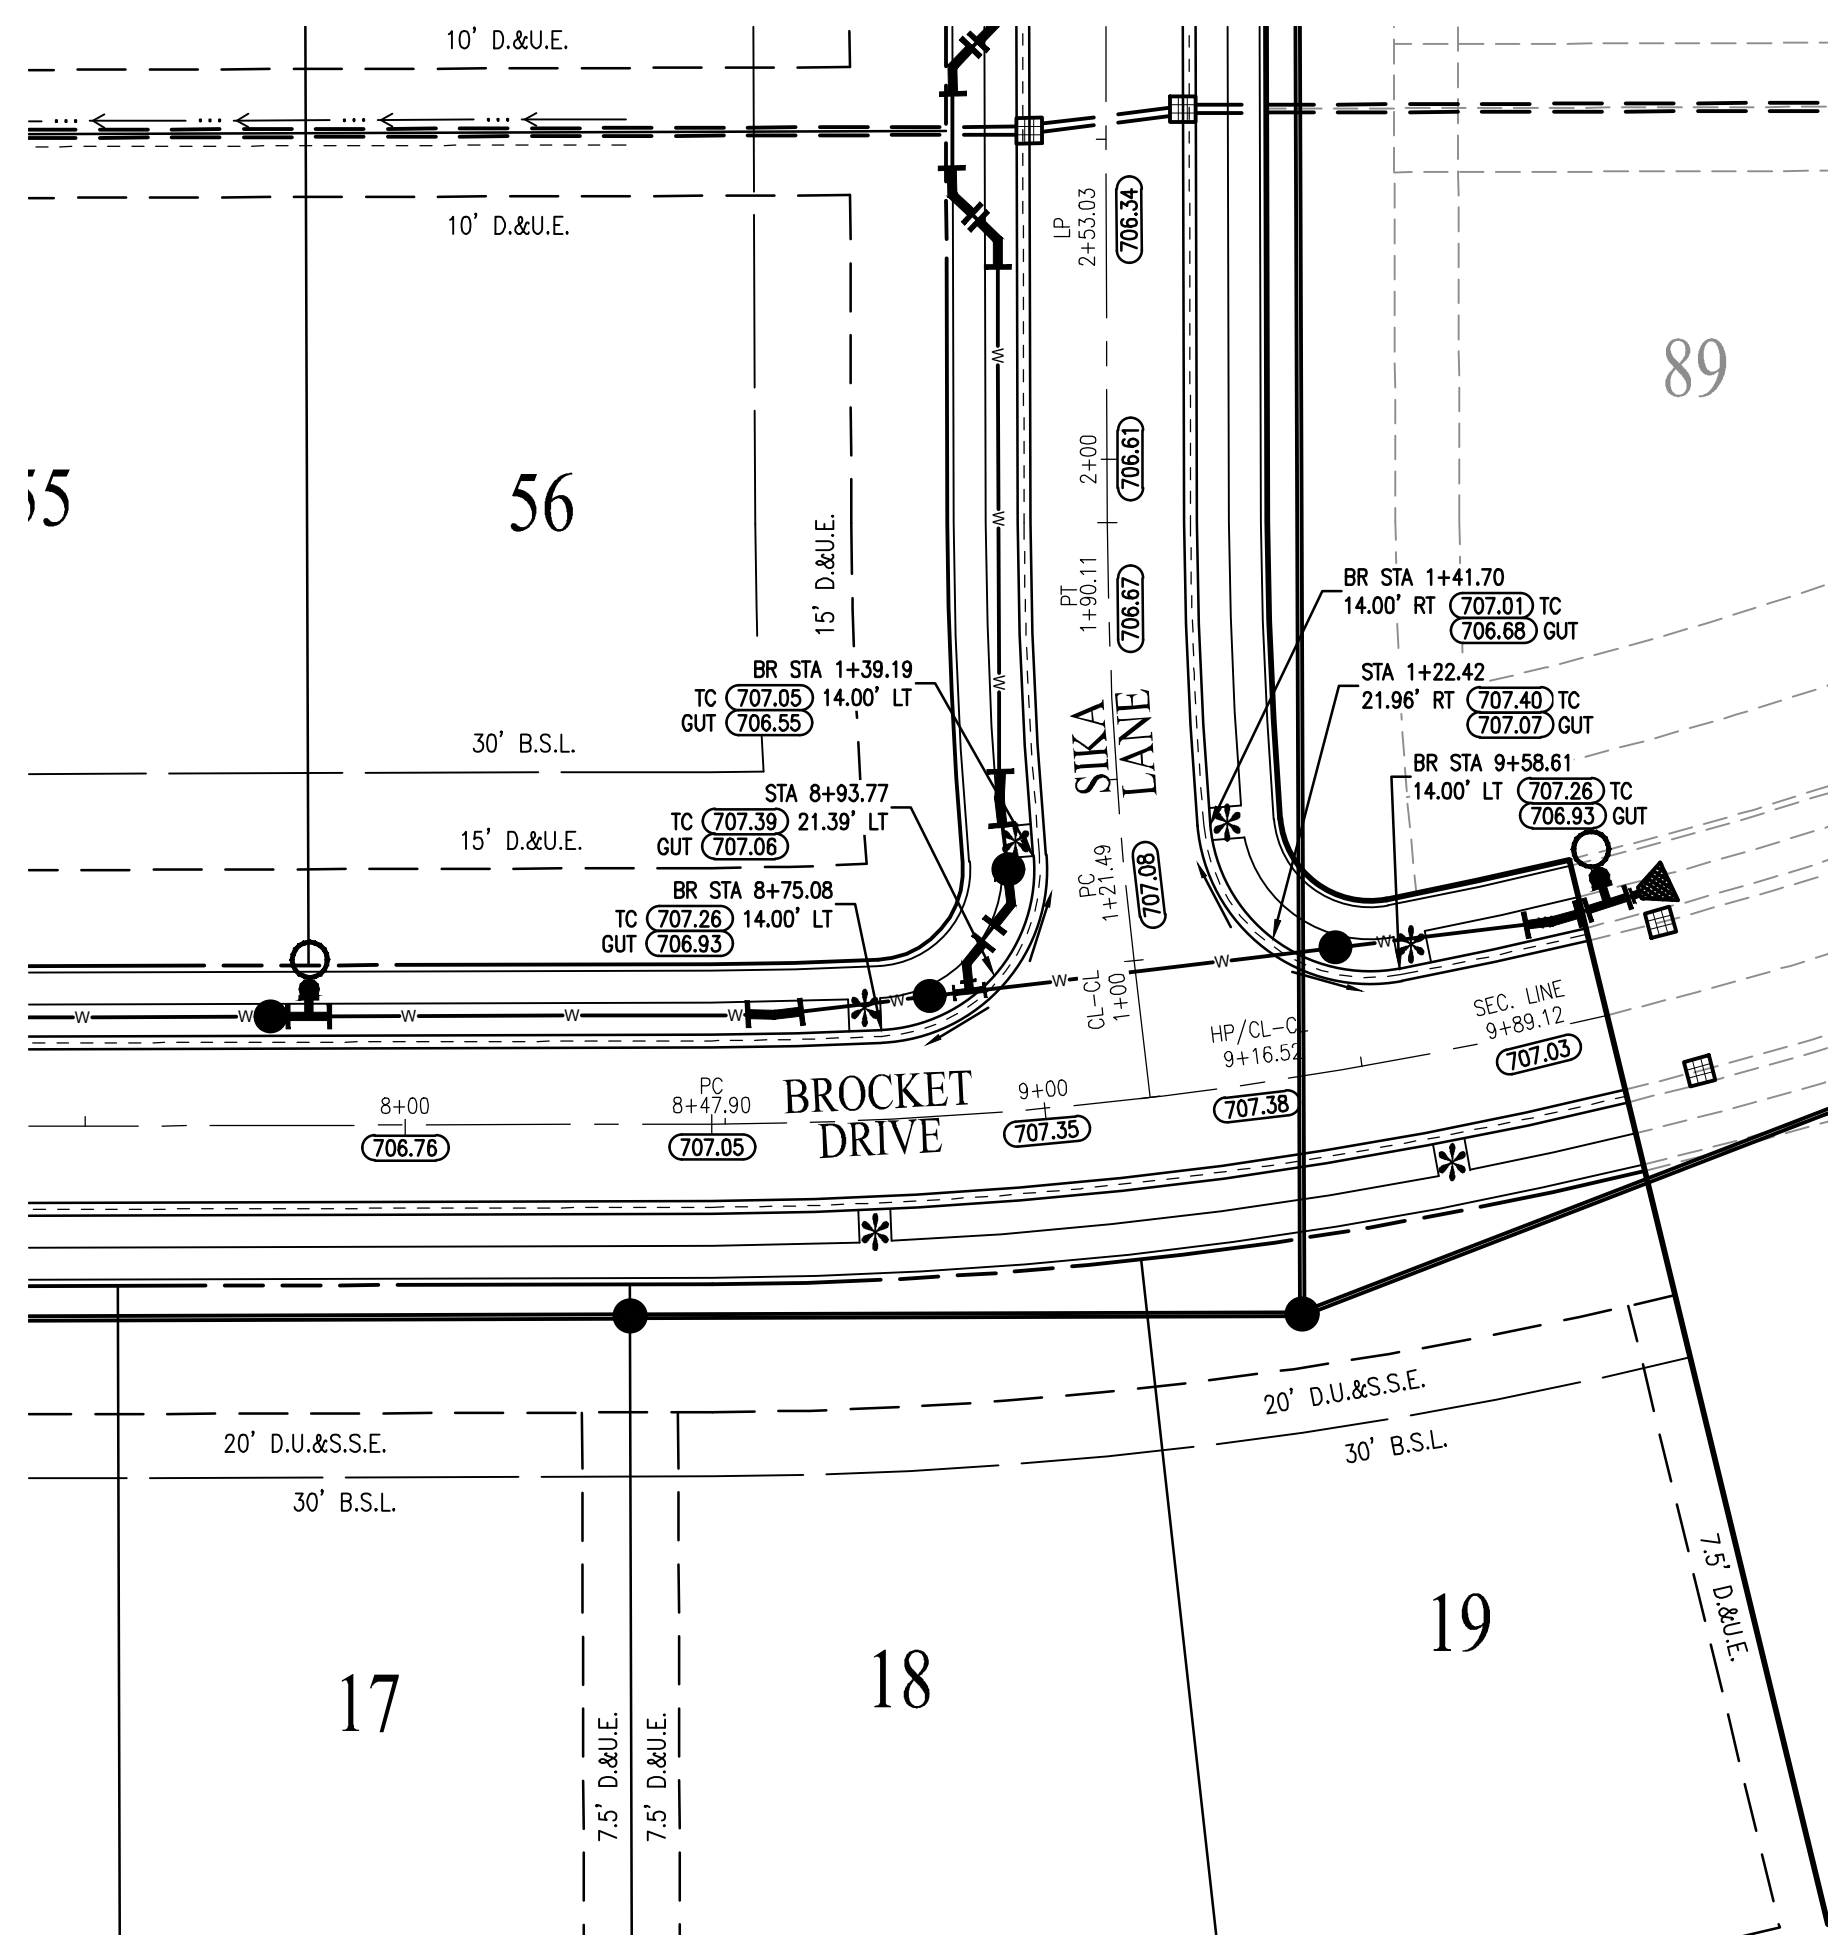 10' D.&U.E.
10' D.&U.E.
LP
2+53.03
706.34
89
56
2+00
706.61
15' D.&U.E.
PT
1+90.11
706.67
BR STA 1+41.70
14.00' RT 707.01 TC
706.68 GUT
BR STA 1+39.19
TC 707.05 14.00' LT
GUT 706.55
STA 1+22.42
21.96' RT 707.40 TC
707.07 GUT
SIKA
LANE
30' B.S.L.
BR STA 9+58.61
14.00' LT 707.26 TC
706.93 GUT
STA 8+93.77
TC 707.39 21.39' LT
GUT 707.06
15' D.&U.E.
PC
1+21.49
707.08
BR STA 8+75.08
TC 707.26 14.00' LT
GUT 706.93
W
W
W
W
W
W
W
W
W
W
W
W
CL-CL
1+00
HP/CL-CL
9+16.52
707.38
SEC. LINE
9+89.12
707.03
8+00
706.76
PC
8+47.90
707.05
BROCKET
DRIVE
9+00
707.35
20' D.U.&S.S.E.
30' B.S.L.
20' D.U.&S.S.E.
30' B.S.L.
7.5' D.&U.E.
17
18
19
7.5' D.&U.E.
7.5' D.&U.E.